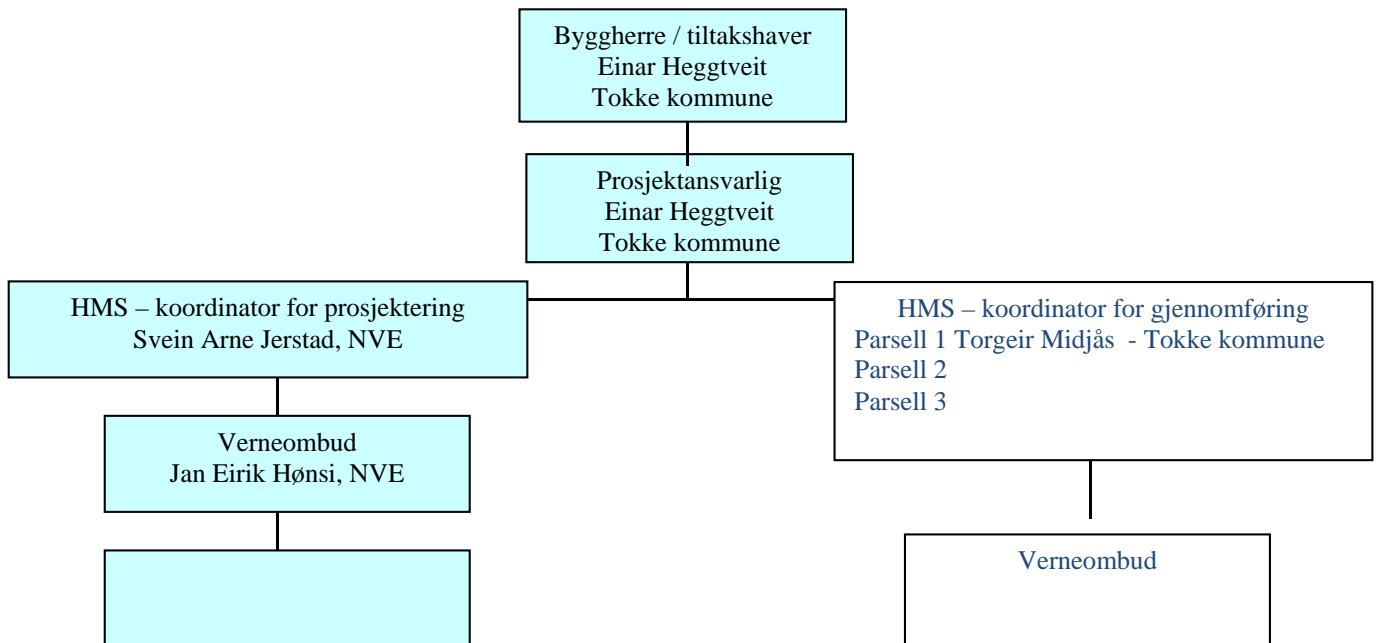 Byggherre / tiltakshaver
Einar Heggtveit
Tokke kommune
Prosjektansvarlig
Einar Heggtveit
Tokke kommune
HMS – koordinator for prosjektering
Svein Arne Jerstad, NVE
HMS – koordinator for gjennomføring
Parsell 1 Torgeir Midjås  - Tokke kommune
Parsell 2
Parsell 3
Verneombud
Jan Eirik Hønsi, NVE
Verneombud